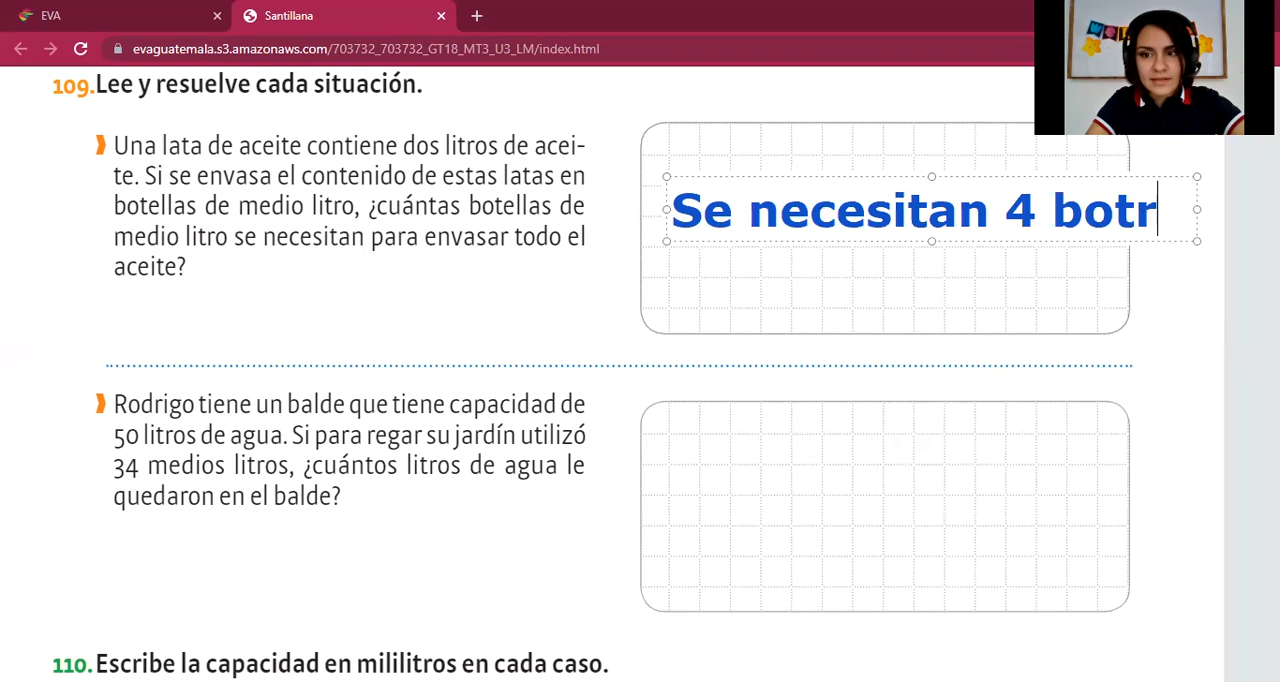 EVA
Santillana
evaguatemala.s3.amazonaws.com/703732_703732_GT18_MT3_U3_LM/index.html
109. Lee y resuelve cada situación.
Una lata de aceite contiene dos litros de acei-
te. Si se envasa el contenido de estas latas en
botellas de medio litro, ¿cuántas botellas de
medio litro se necesitan para envasar todo el
aceite?
Se necesitan 4 botr
Rodrigo tiene un balde que tiene capacidad de
50 litros de agua. Si para regar su jardín utilizó
34 medios litros, ¿cuántos litros de agua le
quedaron en el balde?
110. Escribe la capacidad en mililitros en cada caso.